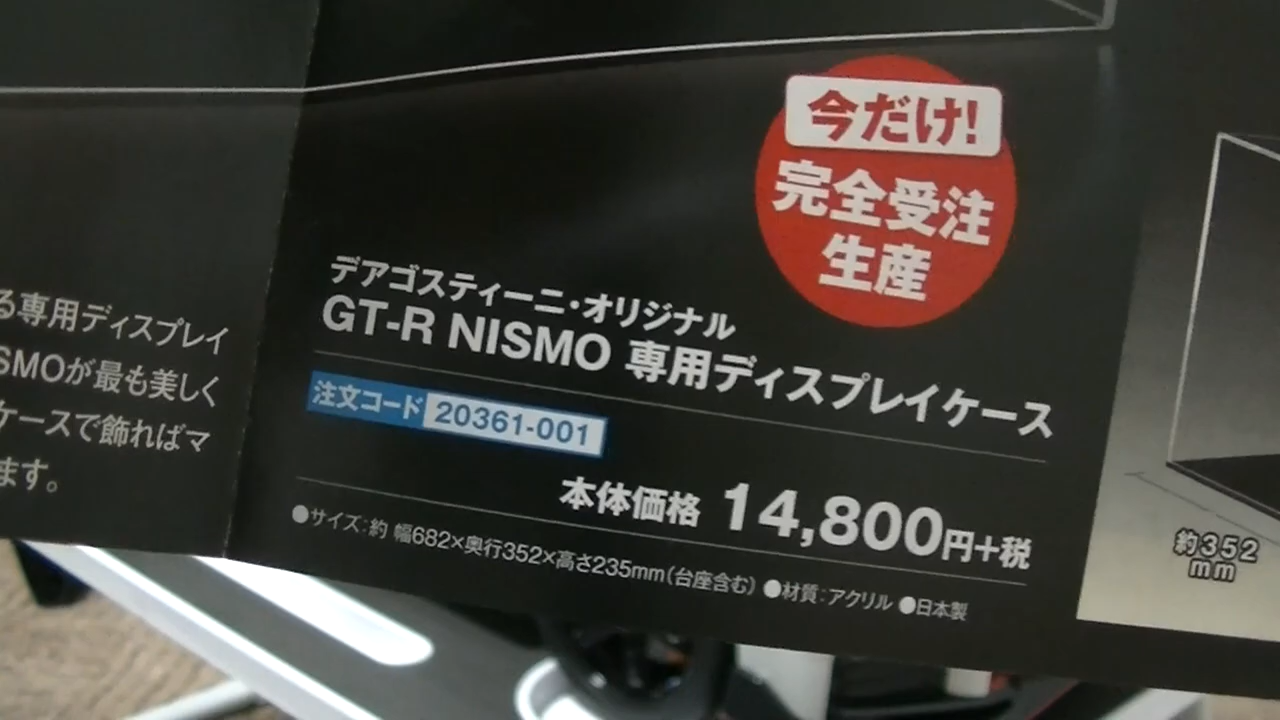 今だけ!
完全受注
生産
る専用ディスプレイ
SMOが最も美しく
ケースで飾ればマ
ます。
デアゴスティーニ・オリジナル
GT-R NISMO 専用ディスプレイケース
注文コード 20361-001
本体価格 14,800円+税
●サイズ:約 幅682×奥行352×高さ235mm(台座含む) ●材質:アクリル ●日本製
約352
mm